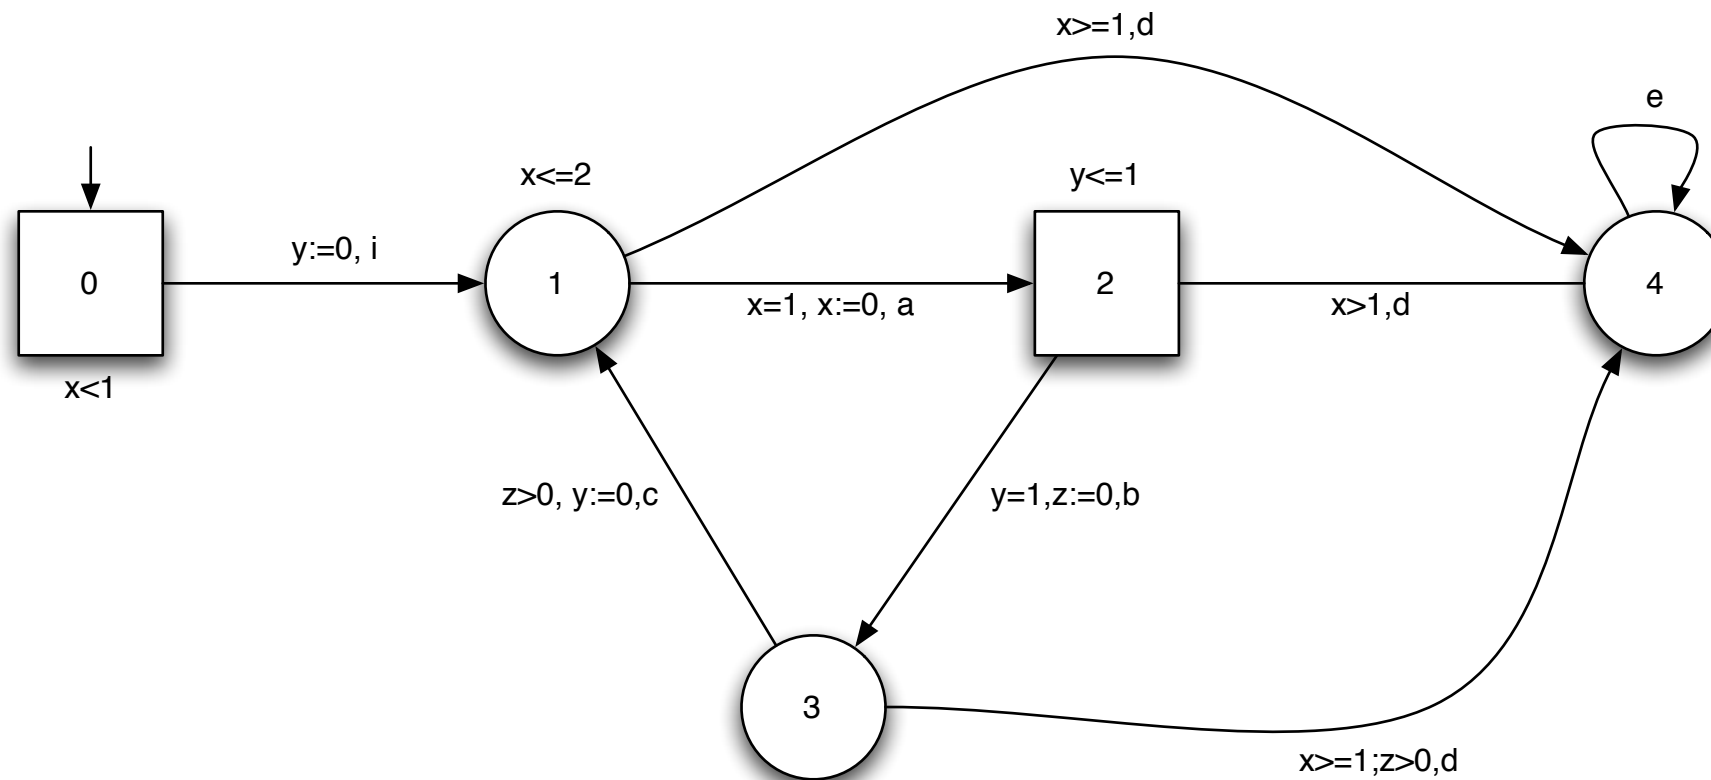 x>=1,d
e
x<=2
y<=1
y:=0, i
0
1
2
4
x=1, x:=0, a
x>1,d
x<1
z>0, y:=0,c
y=1,z:=0,b
3
x>=1;z>0,d